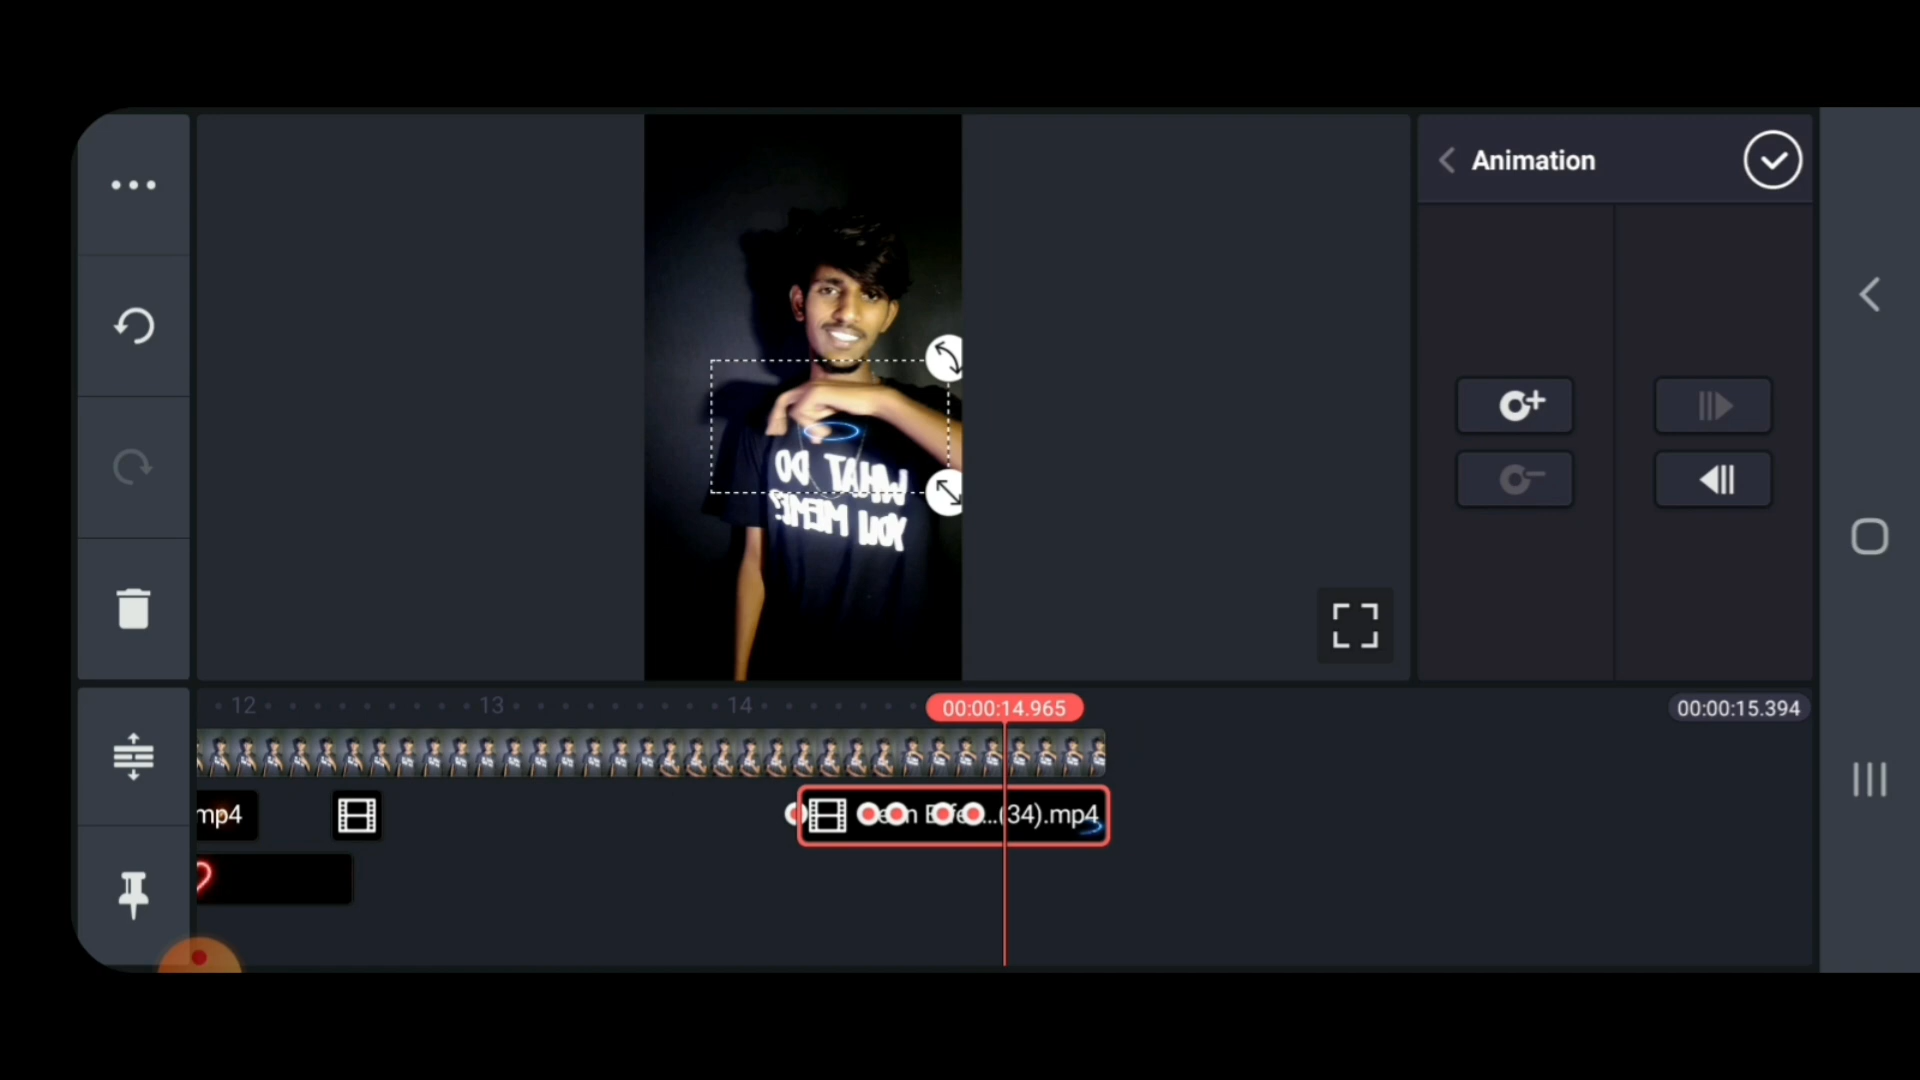 Animation
WHAT DO
YOU MEME?
12
13
14
00:00:14.965
00:00:15.394
mp4
...(34).mp4